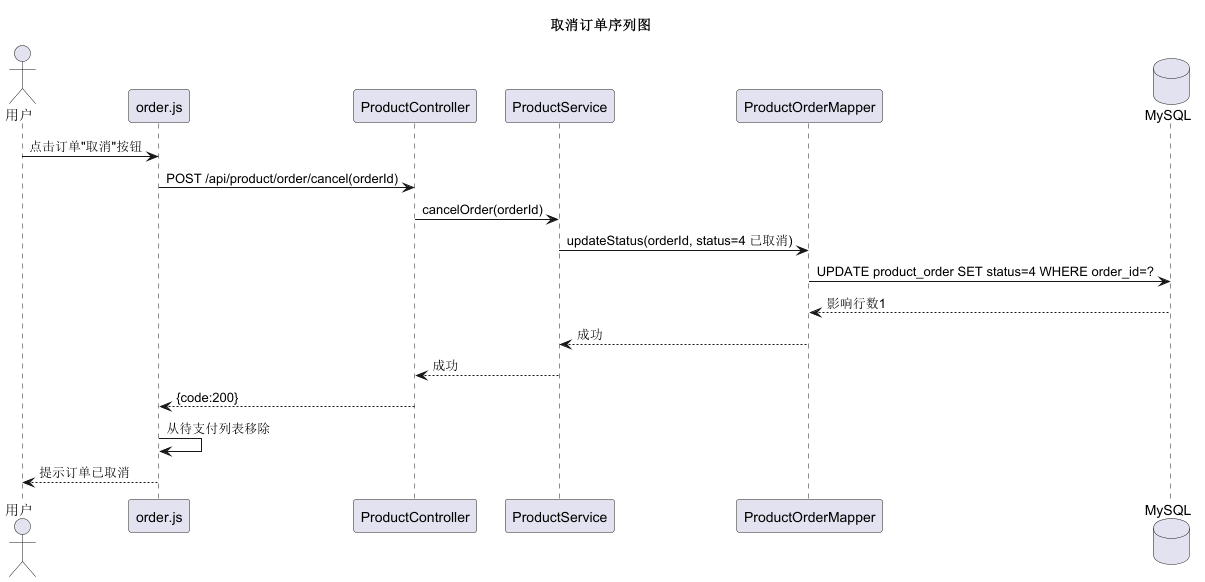 取消订单序列图
用户
order.js
ProductController
ProductService
ProductOrderMapper
MySQL
点击订单"取消"按钮
POST /api/product/order/cancel(orderId)
cancelOrder(orderId)
updateStatus(orderId, status=4 已取消)
UPDATE product_order SET status=4 WHERE order_id=?
影响行数1
成功
成功
{code:200}
从待支付列表移除
提示订单已取消
用户
order.js
ProductController
ProductService
ProductOrderMapper
MySQL